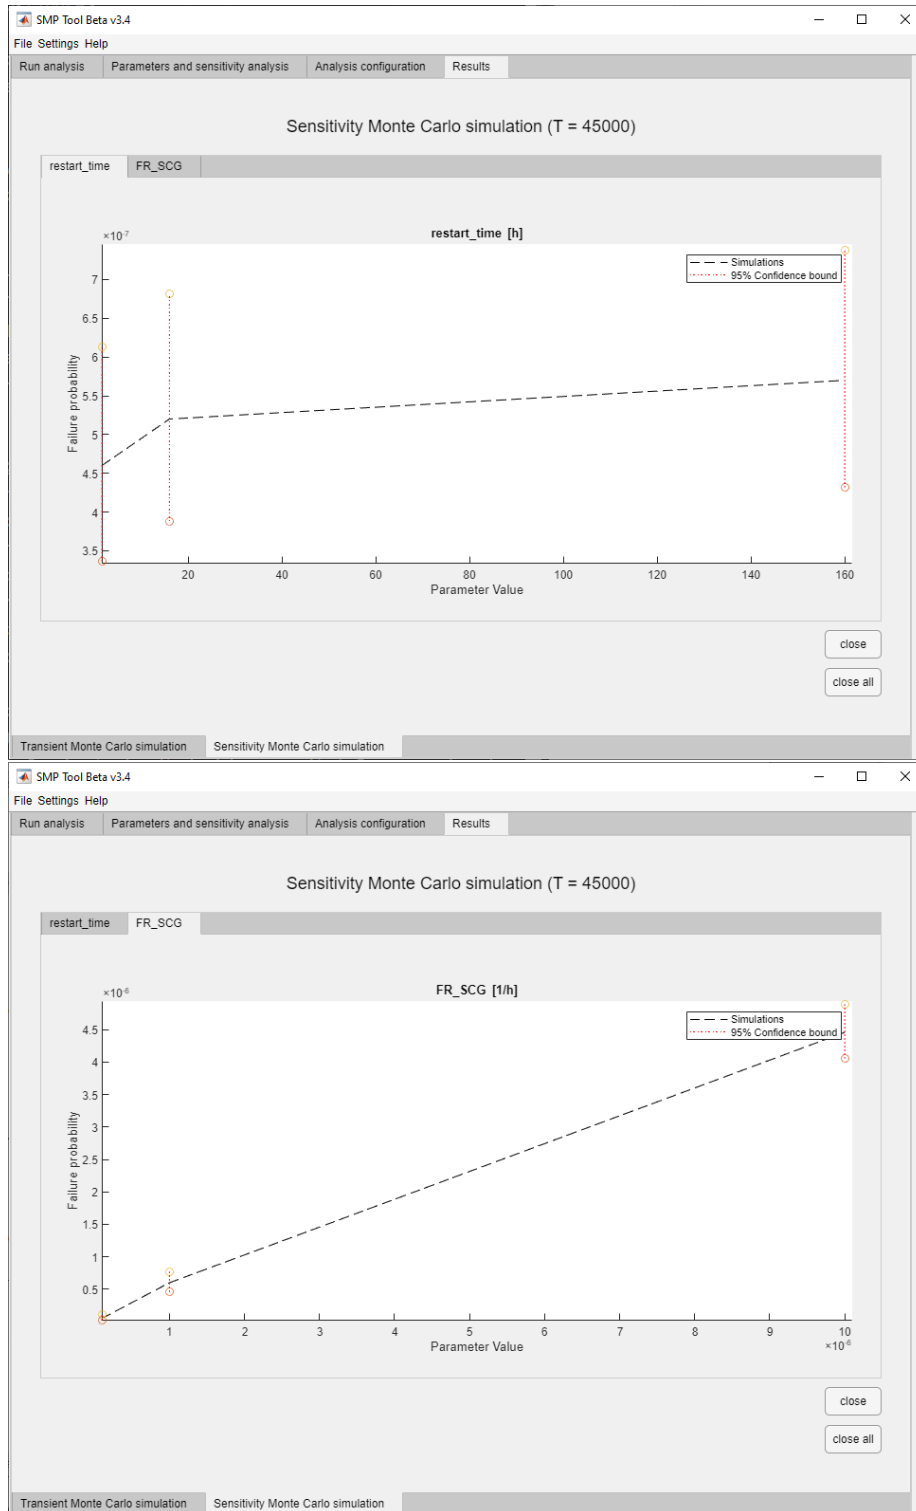 SMP Tool Beta v3.4
File Settings Help
Run analysis Parameters and sensitivity analysis Analysis configuration Results
Sensitivity Monte Carlo simulation (T = 45000)
restart_time FR_SCG
×10⁻⁷
restart_time [h]
Simulations
95% Confidence bound
7
6.5
6
5.5
5
4.5
4
3.5
Failure probability
20 40 60 80 100 120 140 160
Parameter Value
close
close all
Transient Monte Carlo simulation Sensitivity Monte Carlo simulation
SMP Tool Beta v3.4
File Settings Help
Run analysis Parameters and sensitivity analysis Analysis configuration Results
Sensitivity Monte Carlo simulation (T = 45000)
restart_time FR_SCG
×10⁻⁶
FR_SCG [1/h]
Simulations
95% Confidence bound
4.5
4
3.5
3
2.5
2
1.5
1
0.5
Failure probability
1 2 3 4 5 6 7 8 9 10
Parameter Value
×10⁻⁶
close
close all
Transient Monte Carlo simulation Sensitivity Monte Carlo simulation